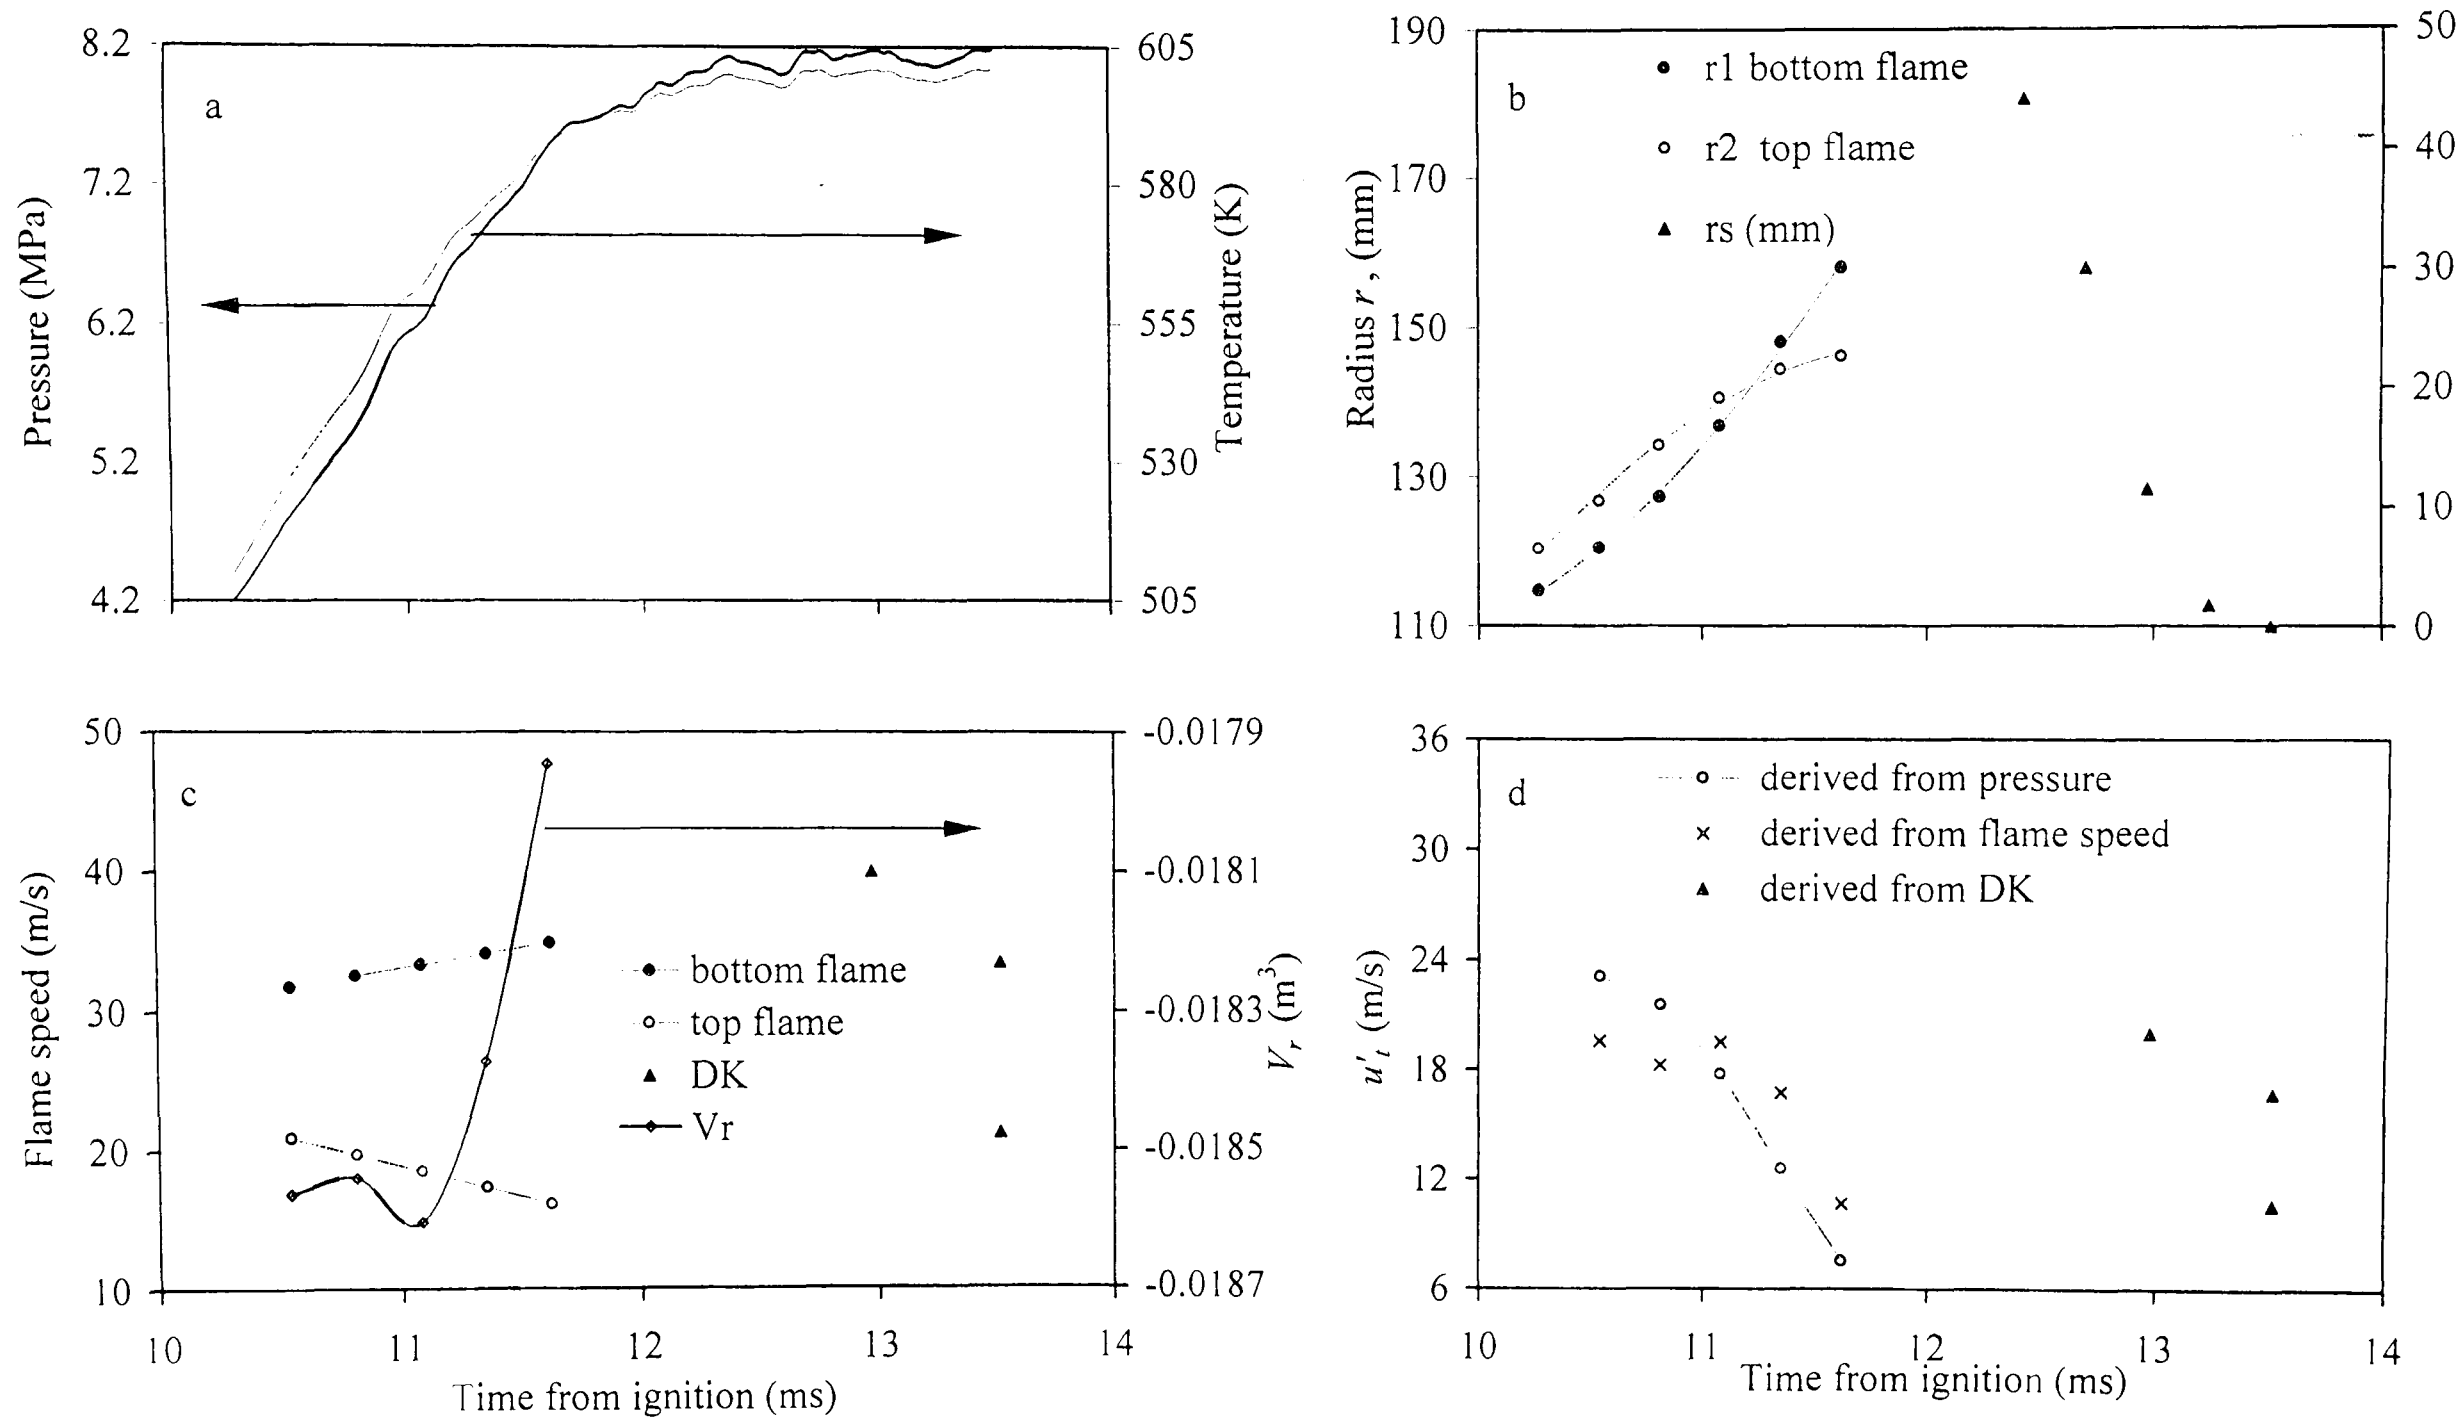 a
8.2
7.2
6.2
5.2
4.2
Pressure (MPa)
605
580
555
530
505
Temperature (K)
b
r1 bottom flame
r2 top flame
rs (mm)
190
170
150
130
110
Radius r, (mm)
50
40
30
20
10
0
c
50
40
30
20
10
Flame speed (m/s)
bottom flame
top flame
DK
Vr
-0.0179
-0.0181
-0.0183
-0.0185
-0.0187
Vr (m³)
10 11 12 13 14
Time from ignition (ms)
d
derived from pressure
derived from flame speed
derived from DK
36
30
24
18
12
6
u't (m/s)
10 11 12 13 14
Time from ignition (ms)